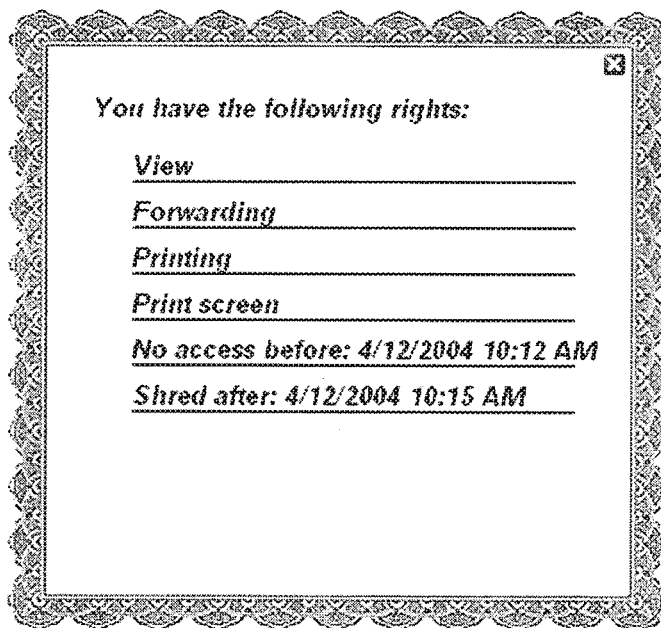 You have the following rights:
View
Forwarding
Printing
Print screen
No access before: 4/12/2004 10:12 AM
Shred after: 4/12/2004 10:15 AM